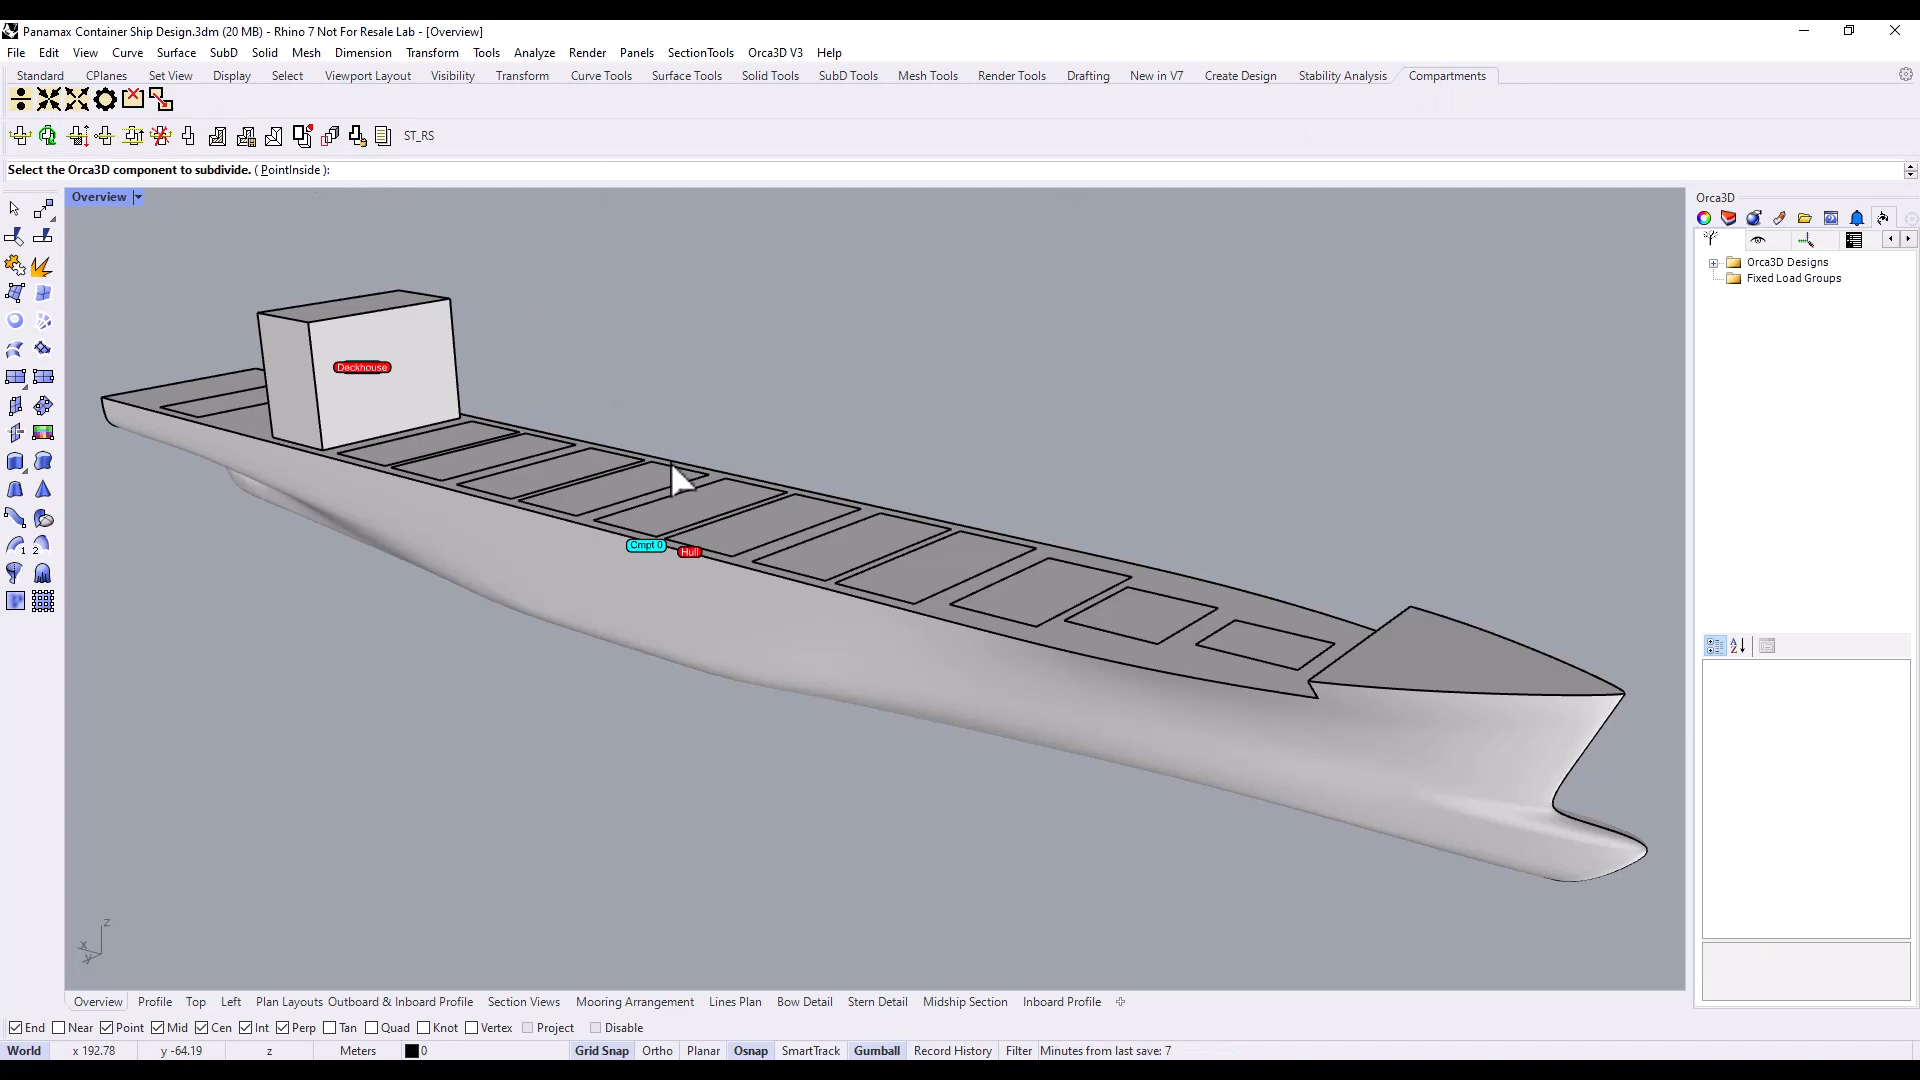 Panamax Container Ship Design.3dm (20 MB) - Rhino 7 Not For Resale Lab - [Overview]
File Edit View Curve Surface SubD Solid Mesh Dimension Transform Tools Analyze Render Panels SectionTools Orca3D V3 Help
Standard CPlanes Set View Display Select Viewport Layout Visibility Transform Curve Tools Surface Tools Solid Tools SubD Tools Mesh Tools Render Tools Drafting New in V7 Create Design Stability Analysis Compartments
ST_RS
Select the Orca3D component to subdivide. ( PointInside ):
Overview
Orca3D
Orca3D Designs
Fixed Load Groups
Deckhouse
Cmpt 0
Hull
z
x
y
Overview Profile Top Left Plan Layouts Outboard & Inboard Profile Section Views Mooring Arrangement Lines Plan Bow Detail Stern Detail Midship Section Inboard Profile
End Near Point Mid Cen Int Perp Tan Quad Knot Vertex Project Disable
World x 192.78 y -64.19 z Meters 0 Grid Snap Ortho Planar Osnap SmartTrack Gumball Record History Filter Minutes from last save: 7